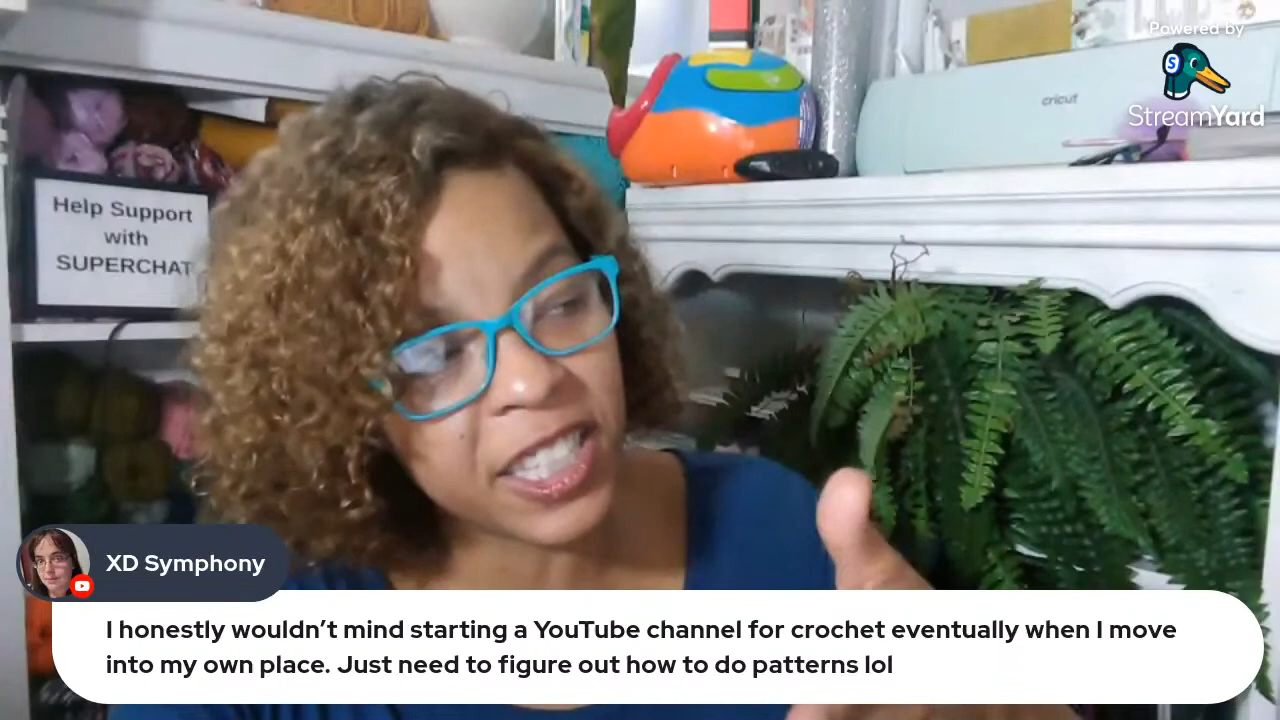 Powered by
StreamYard
cricut
Help Support
with
SUPERCHAT
XD Symphony
I honestly wouldn’t mind starting a YouTube channel for crochet eventually when I move
into my own place. Just need to figure out how to do patterns lol